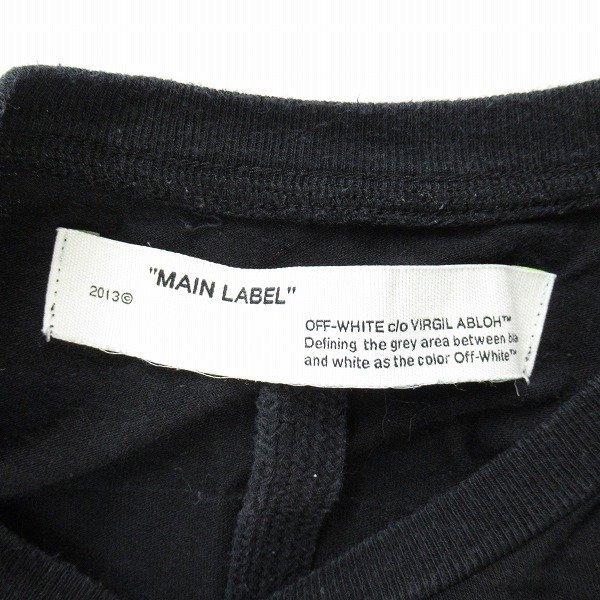 "MAIN LABEL"
2013©
OFF-WHITE c/o VIRGIL ABLOH™
Defining the grey area between
and white as the color Off-White™